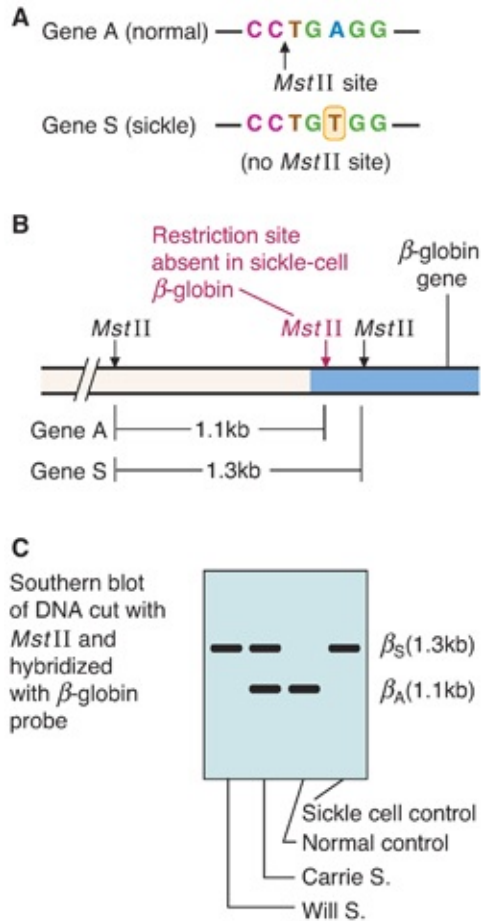 A
Gene A (normal) — CCTGAGG —
MstII site
Gene S (sickle) — CCTGTGG —
(no MstII site)
B
Restriction site
absent in sickle-cell
β-globin
β-globin
gene
MstII MstII MstII
Gene A 1.1kb
Gene S 1.3kb
C
Southern blot
of DNA cut with
MstII and
hybridized
with β-globin
probe
βS(1.3kb)
βA(1.1kb)
Sickle cell control
Normal control
Carrie S.
Will S.